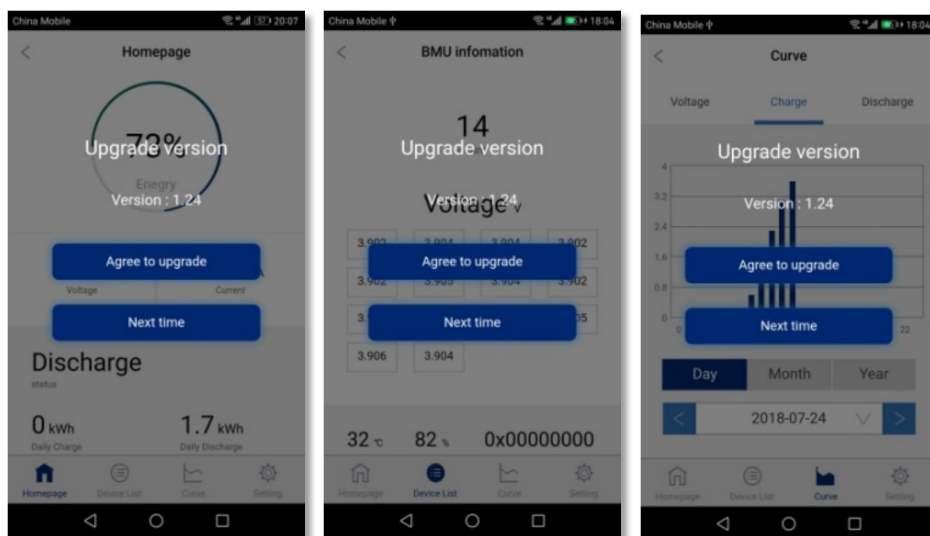 China Mobile
57 20:07
Homepage
73%
Upgrade version
Enegry
Version : 1.24
Agree to upgrade
A
Voltage
Current
Next time
Discharge
status
0 kWh
1.7 kWh
Daily Charge
Daily Discharge
Homepage
Device List
Curve
Setting
China Mobile
18:04
BMU infomation
14
Upgrade version
Voltage V
Version : 1.24
3.902
3.904
3.904
3.902
Agree to upgrade
3.902
3.905
3.904
3.902
Next time
3.906
3.904
32 ℃
82 %
0x00000000
Homepage
Device List
Curve
Setting
China Mobile
18:04
Curve
Voltage
Charge
Discharge
Upgrade version
4
3.2
Version : 1.24
2.4
1.6
Agree to upgrade
0.8
Next time
0
0
22
Day
Month
Year
<
2018-07-24
>
Homepage
Device List
Curve
Setting